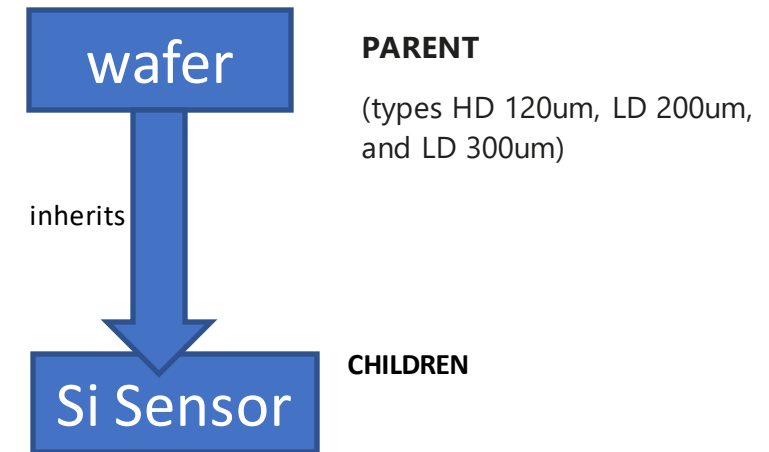 wafer
PARENT
(types HD 120um, LD 200um,
and LD 300um)
inherits
CHILDREN
Si Sensor